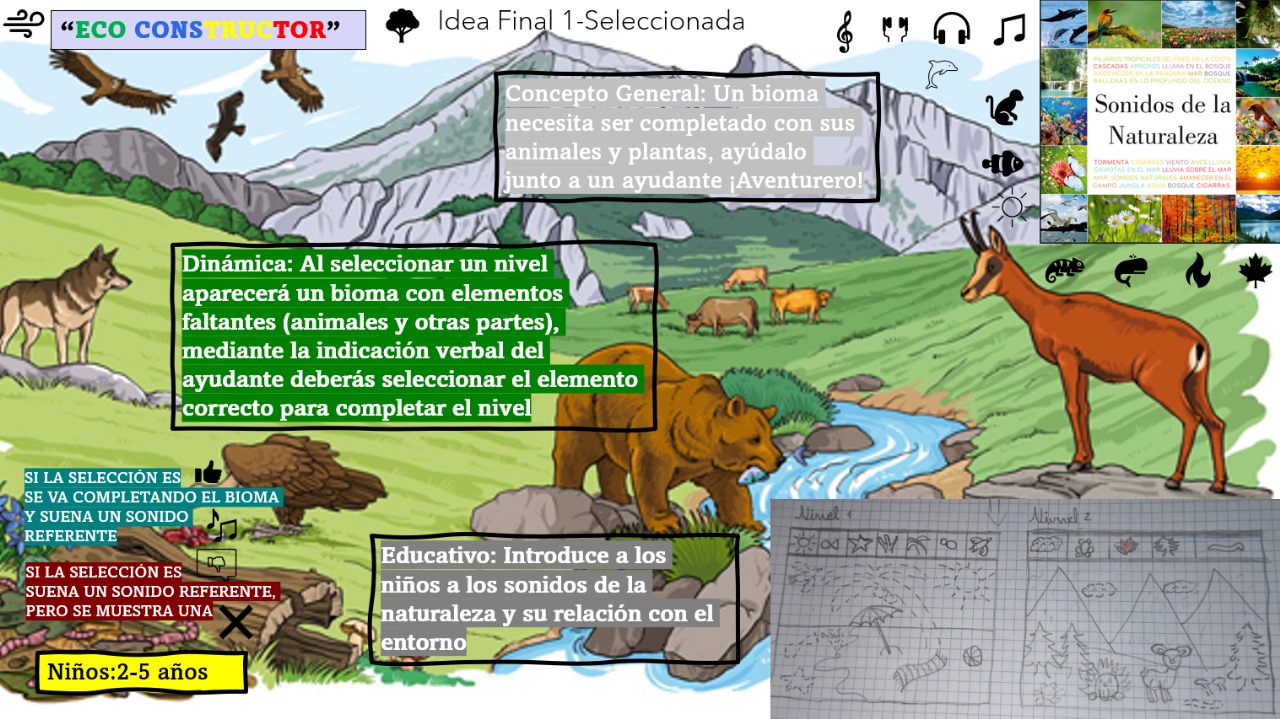 “ECO CONSTRUCTOR”
Idea Final 1-Seleccionada
Concepto General: Un bioma
necesita ser completado con sus
animales y plantas, ayúdalo
junto a un ayudante ¡Aventurero!
PAJAROS TROPICALES DELFINES EN LA COSTA
CASCADAS ARROYOS LLUVIA EN EL BOSQUE
ANOCHECER EN LA PRADERA MAR BOSQUE
BALLENAS EN LO PROFUNDO DEL OCEANO
Sonidos de la
Naturaleza
TORMENTA CIGARRAS VIENTO AVES LLUVIA
GAVIOTAS EN EL MAR LLUVIA SOBRE EL MAR
MAR, SONIDOS NATURALES AMANECER EN EL
CAMPO JUNGLA AGUA BOSQUE CIGARRAS
Dinámica: Al seleccionar un nivel
aparecerá un bioma con elementos
faltantes (animales y otras partes),
mediante la indicación verbal del
ayudante deberás seleccionar el elemento
correcto para completar el nivel
SI LA SELECCIÓN ES
SE VA COMPLETANDO EL BIOMA
Y SUENA UN SONIDO
REFERENTE
SI LA SELECCIÓN ES
SUENA UN SONIDO REFERENTE,
PERO SE MUESTRA UNA
Educativo: Introduce a los
niños a los sonidos de la
naturaleza y su relación con el
entorno
Niños:2-5 años
Nivel 1
Nivel 2